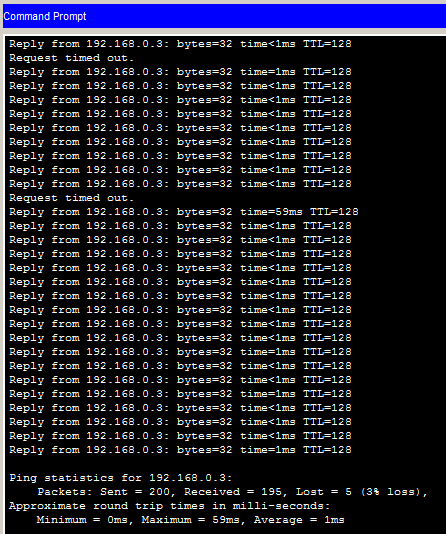 Command Prompt
Reply from 192.168.0.3: bytes=32 time<1ms TTL=128
Request timed out.
Reply from 192.168.0.3: bytes=32 time=1ms TTL=128
Reply from 192.168.0.3: bytes=32 time<1ms TTL=128
Reply from 192.168.0.3: bytes=32 time<1ms TTL=128
Reply from 192.168.0.3: bytes=32 time<1ms TTL=128
Reply from 192.168.0.3: bytes=32 time<1ms TTL=128
Reply from 192.168.0.3: bytes=32 time<1ms TTL=128
Reply from 192.168.0.3: bytes=32 time<1ms TTL=128
Reply from 192.168.0.3: bytes=32 time<1ms TTL=128
Reply from 192.168.0.3: bytes=32 time<1ms TTL=128
Request timed out.
Reply from 192.168.0.3: bytes=32 time=59ms TTL=128
Reply from 192.168.0.3: bytes=32 time<1ms TTL=128
Reply from 192.168.0.3: bytes=32 time<1ms TTL=128
Reply from 192.168.0.3: bytes=32 time<1ms TTL=128
Reply from 192.168.0.3: bytes=32 time<1ms TTL=128
Reply from 192.168.0.3: bytes=32 time<1ms TTL=128
Reply from 192.168.0.3: bytes=32 time<1ms TTL=128
Reply from 192.168.0.3: bytes=32 time<1ms TTL=128
Reply from 192.168.0.3: bytes=32 time<1ms TTL=128
Reply from 192.168.0.3: bytes=32 time<1ms TTL=128
Reply from 192.168.0.3: bytes=32 time<1ms TTL=128
Reply from 192.168.0.3: bytes=32 time<1ms TTL=128
Reply from 192.168.0.3: bytes=32 time<1ms TTL=128
Reply from 192.168.0.3: bytes=32 time=1ms TTL=128
Reply from 192.168.0.3: bytes=32 time<1ms TTL=128
Reply from 192.168.0.3: bytes=32 time<1ms TTL=128
Reply from 192.168.0.3: bytes=32 time=1ms TTL=128
Reply from 192.168.0.3: bytes=32 time=1ms TTL=128
Ping statistics for 192.168.0.3:
Packets: Sent = 200, Received = 195, Lost = 5 (3% loss),
Approximate round trip times in milli-seconds:
Minimum = 0ms, Maximum = 59ms, Average = 1ms